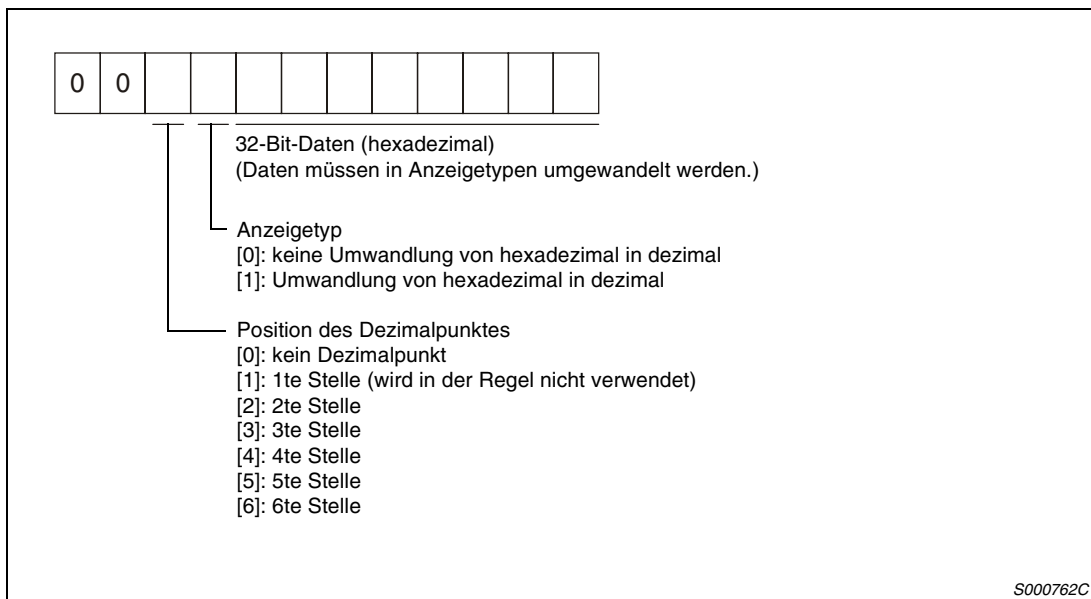 0 0
32-Bit-Daten (hexadezimal)
(Daten müssen in Anzeigetypen umgewandelt werden.)
Anzeigetyp
[0]: keine Umwandlung von hexadezimal in dezimal
[1]: Umwandlung von hexadezimal in dezimal
Position des Dezimalpunktes
[0]: kein Dezimalpunkt
[1]: 1te Stelle (wird in der Regel nicht verwendet)
[2]: 2te Stelle
[3]: 3te Stelle
[4]: 4te Stelle
[5]: 5te Stelle
[6]: 6te Stelle
S000762C